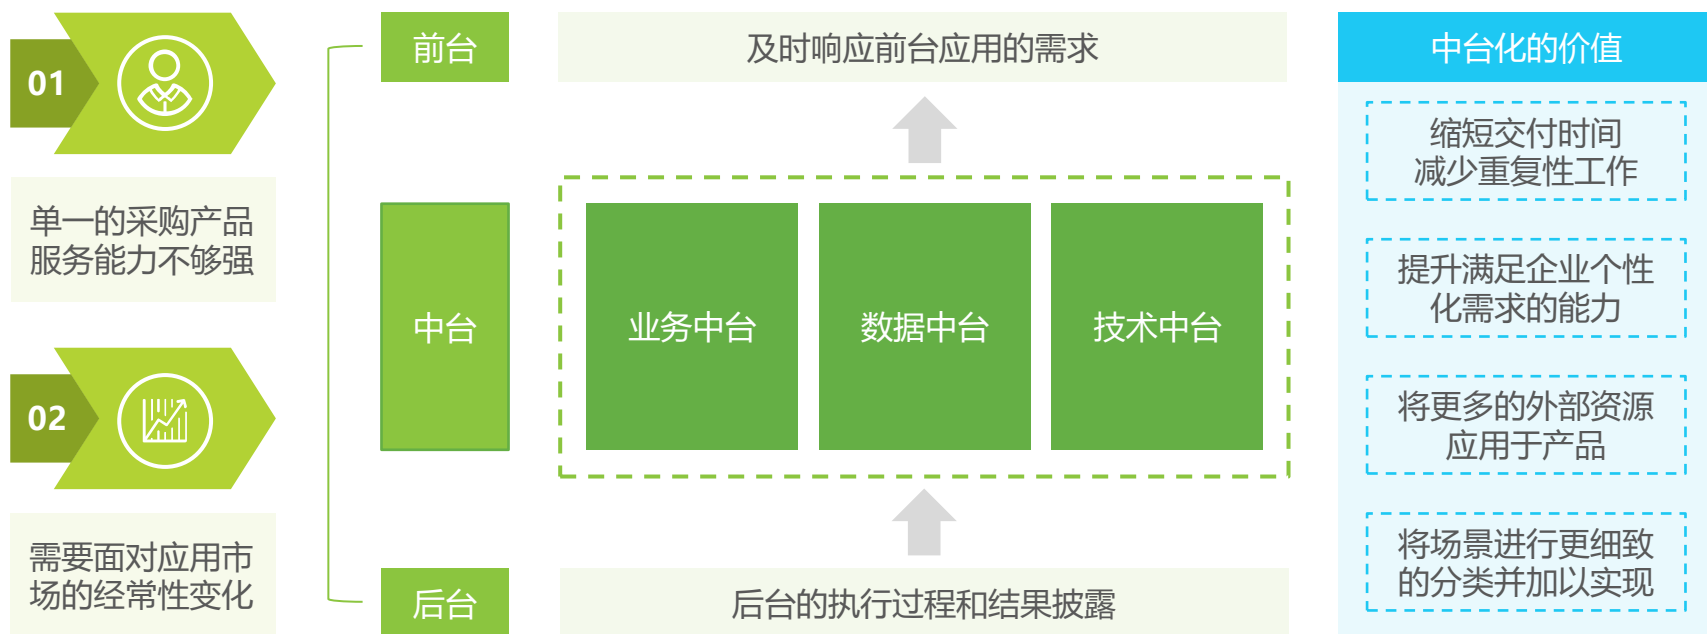 01
单一的采购产品
服务能力不够强
02
需要面对应用市
场的经常性变化
前台
及时响应前台应用的需求
中台
业务中台
数据中台
技术中台
后台
后台的执行过程和结果披露
中台化的价值
缩短交付时间
减少重复性工作
提升满足企业个性
化需求的能力
将更多的外部资源
应用于产品
将场景进行更细致
的分类并加以实现